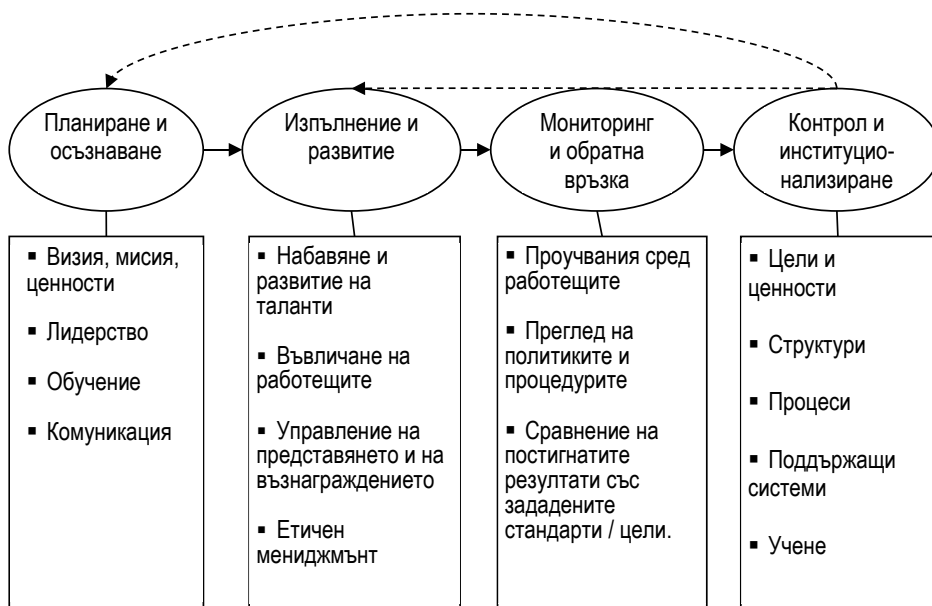 Планиране и
осъзнаване
Изпълнение и
развитие
Мониторинг
и обратна
връзка
Контрол и
институцио-
нализиране
▪ Визия, мисия,
ценности
▪ Лидерство
▪ Обучение
▪ Комуникация
▪ Набавяне и
развитие на
таланти
▪ Въвличане на
работещите
▪ Управление на
представянето и на
възнаграждението
▪ Етичен
мениджмънт
▪ Проучвания сред
работещите
▪ Преглед на
политиките и
процедурите
▪ Сравнение на
постигнатите
резултати със
зададените
стандарти / цели.
▪ Цели и
ценности
▪ Структури
▪ Процеси
▪ Поддържащи
системи
▪ Учене